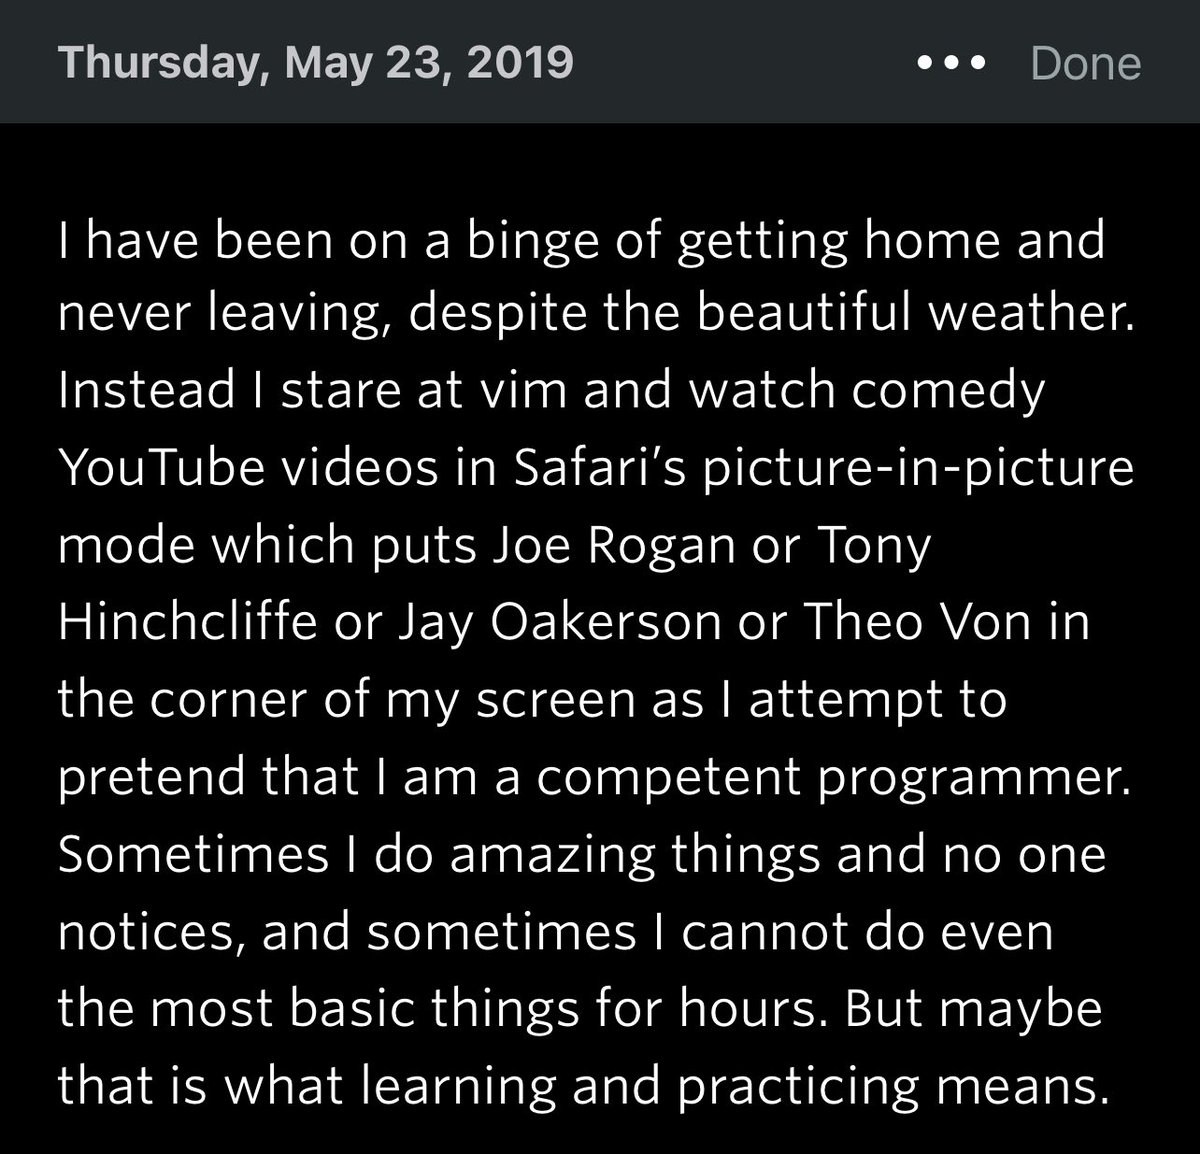 Thursday, May 23, 2019 ••• Done
I have been on a binge of getting home and
never leaving, despite the beautiful weather.
Instead I stare at vim and watch comedy
YouTube videos in Safari’s picture-in-picture
mode which puts Joe Rogan or Tony
Hinchcliffe or Jay Oakerson or Theo Von in
the corner of my screen as I attempt to
pretend that I am a competent programmer.
Sometimes I do amazing things and no one
notices, and sometimes I cannot do even
the most basic things for hours. But maybe
that is what learning and practicing means.